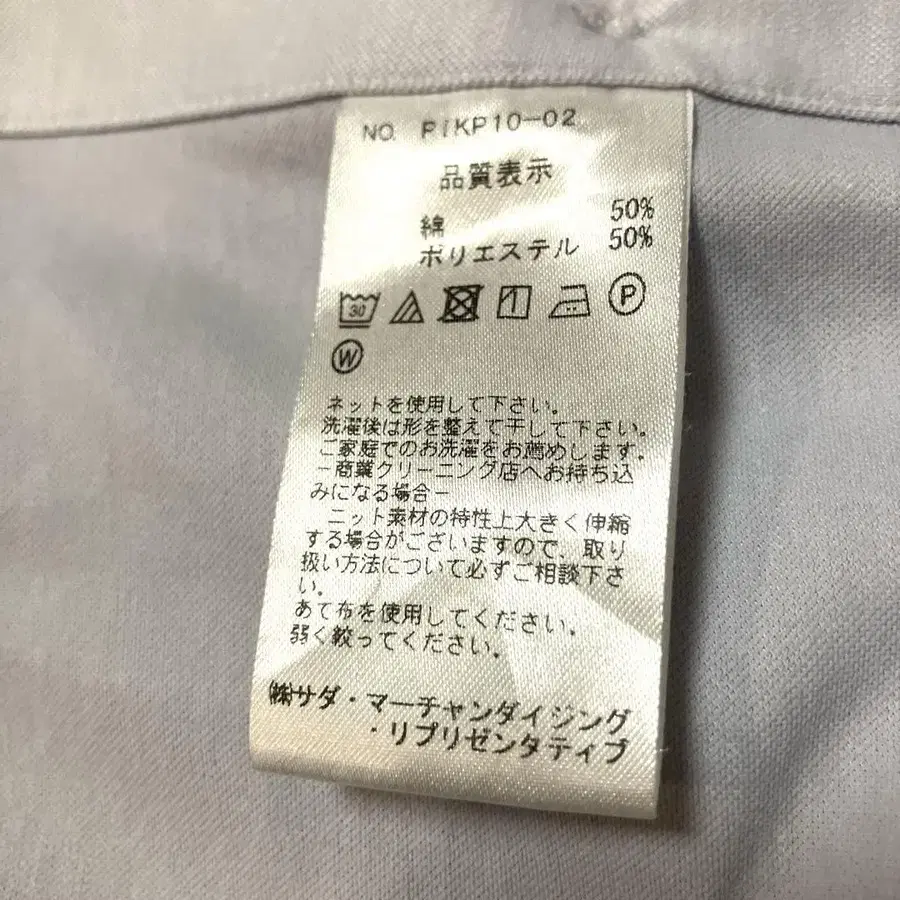 NO. PIKP10-02
品質表示
綿 50%
ポリエステル 50%
30 P
W
ネットを使用して下さい。
洗濯後は形を整えて干して下さい。
ご家庭でのお洗濯をお薦めします。
－商業クリーニング店へお持ち込
みになる場合－
ニット素材の特性上大きく伸縮
する場合がございますので、取り
扱い方法について必ずご相談下さ
い。
あて布を使用してください。
弱く絞ってください。
㈱サダ・マーチャンダイジング
・リプリゼンタティブ